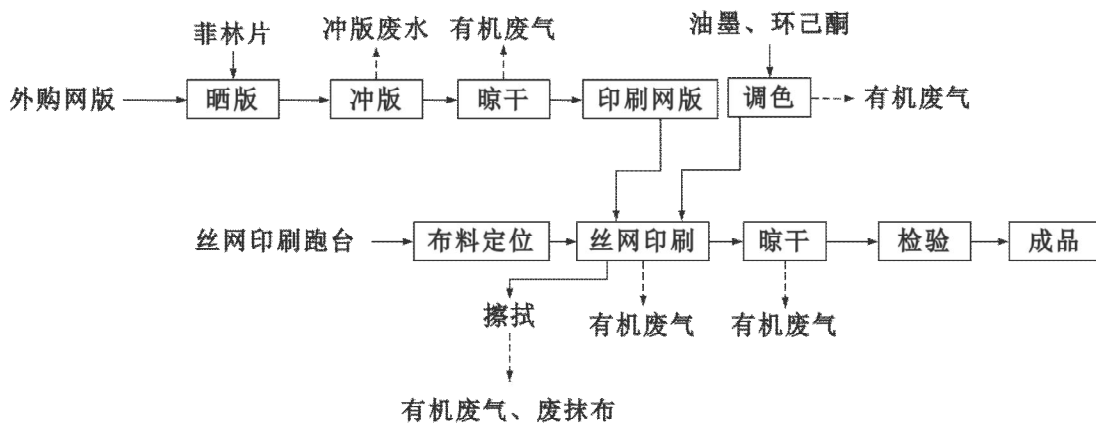 油墨、环己酮
菲林片 冲版废水 有机废气
外购网版 晒版 冲版 晾干 印刷网版 调色 有机废气
丝网印刷跑台 布料定位 丝网印刷 晾干 检验 成品
擦拭 有机废气 有机废气
有机废气、废抹布